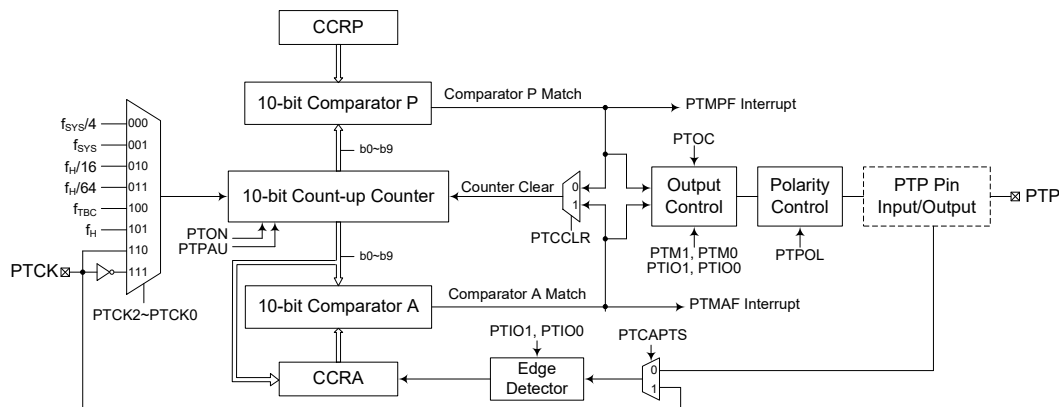 CCRP
10-bit Comparator P
Comparator P Match
PTMPF Interrupt
b0~b9
fSYS/4
000
fSYS
001
fH/16
010
fH/64
011
fTBC
100
fH
101
110
111
PTCK
PTCK2~PTCK0
10-bit Count-up Counter
PTON
PTPAU
Counter Clear
0
1
PTCCLR
PTOC
Output
Control
PTM1, PTM0
PTIO1, PTIO0
Polarity
Control
PTPOL
PTP Pin
Input/Output
PTP
b0~b9
10-bit Comparator A
Comparator A Match
PTMAF Interrupt
CCRA
PTIO1, PTIO0
Edge
Detector
PTCAPTS
0
1